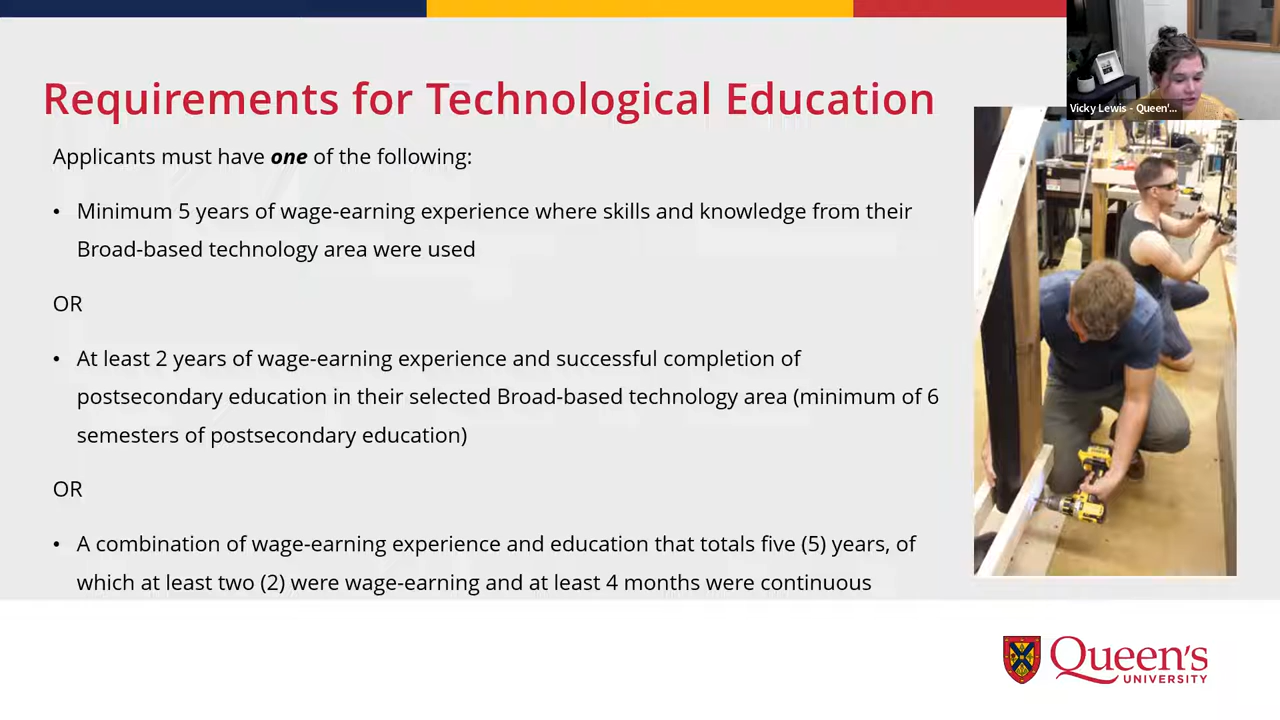 Requirements for Technological Education
Vicky Lewis - Queen'...
Applicants must have one of the following:
• Minimum 5 years of wage-earning experience where skills and knowledge from their
Broad-based technology area were used
OR
• At least 2 years of wage-earning experience and successful completion of
postsecondary education in their selected Broad-based technology area (minimum of 6
semesters of postsecondary education)
OR
• A combination of wage-earning experience and education that totals five (5) years, of
which at least two (2) were wage-earning and at least 4 months were continuous
Queen's
UNIVERSITY